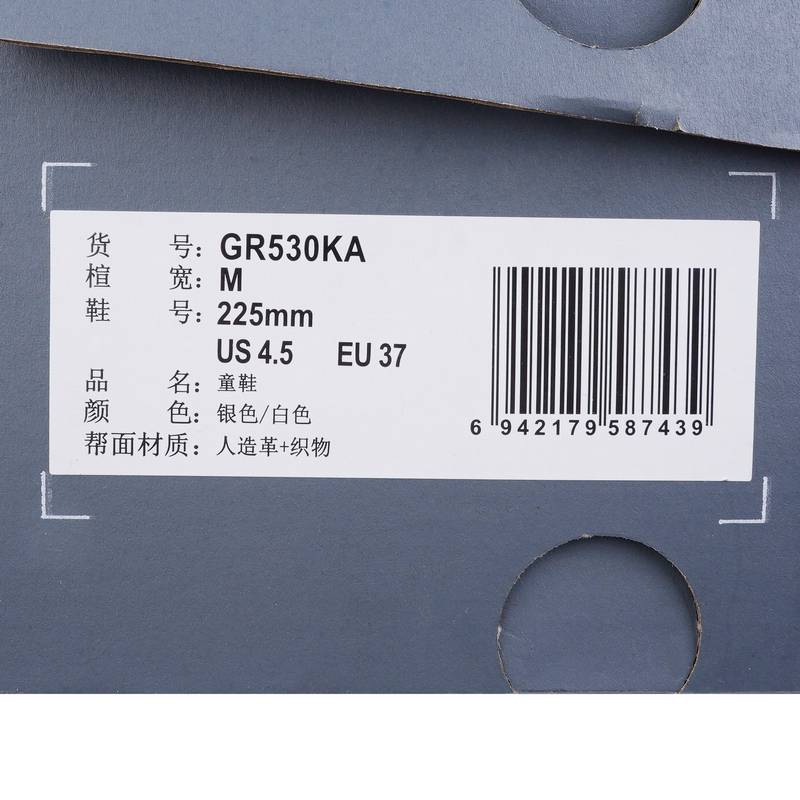 货 号：GR530KA
楦 宽：M
鞋 号：225mm
US 4.5 EU 37
品 名：童鞋
颜 色：银色/白色
帮面材质：人造革+织物
6 942179 587439